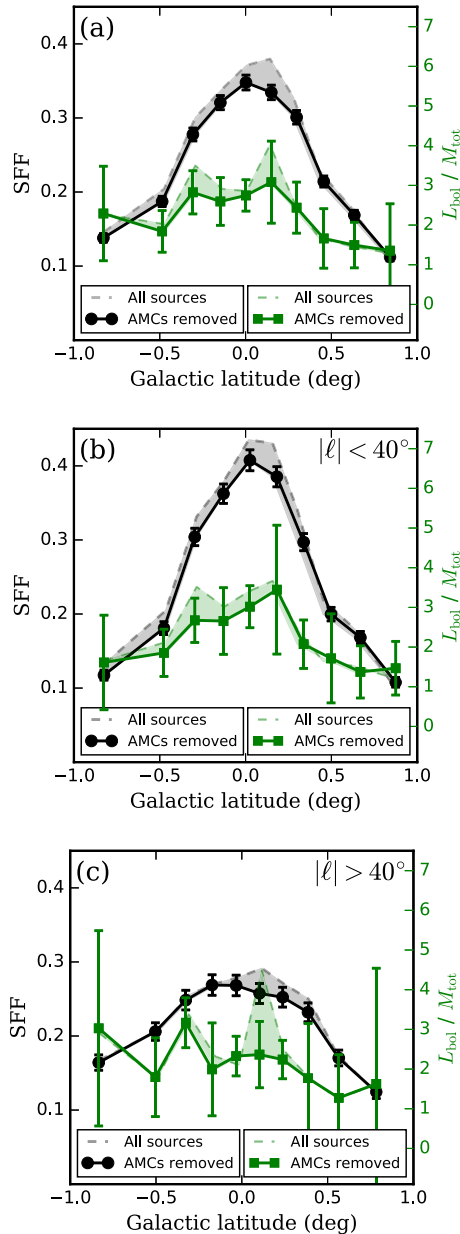 (a)
0.4
0.3
0.2
0.1
SFF
7
6
5
4
3
2
1
0
L_bol / M_tot
All sources
AMCs removed
All sources
AMCs removed
−1.0 −0.5 0.0 0.5 1.0
Galactic latitude (deg)
(b)
|ℓ| < 40°
0.4
0.3
0.2
0.1
SFF
7
6
5
4
3
2
1
0
L_bol / M_tot
All sources
AMCs removed
All sources
AMCs removed
−1.0 −0.5 0.0 0.5 1.0
Galactic latitude (deg)
(c)
|ℓ| > 40°
0.4
0.3
0.2
0.1
SFF
7
6
5
4
3
2
1
0
L_bol / M_tot
All sources
AMCs removed
All sources
AMCs removed
−1.0 −0.5 0.0 0.5 1.0
Galactic latitude (deg)